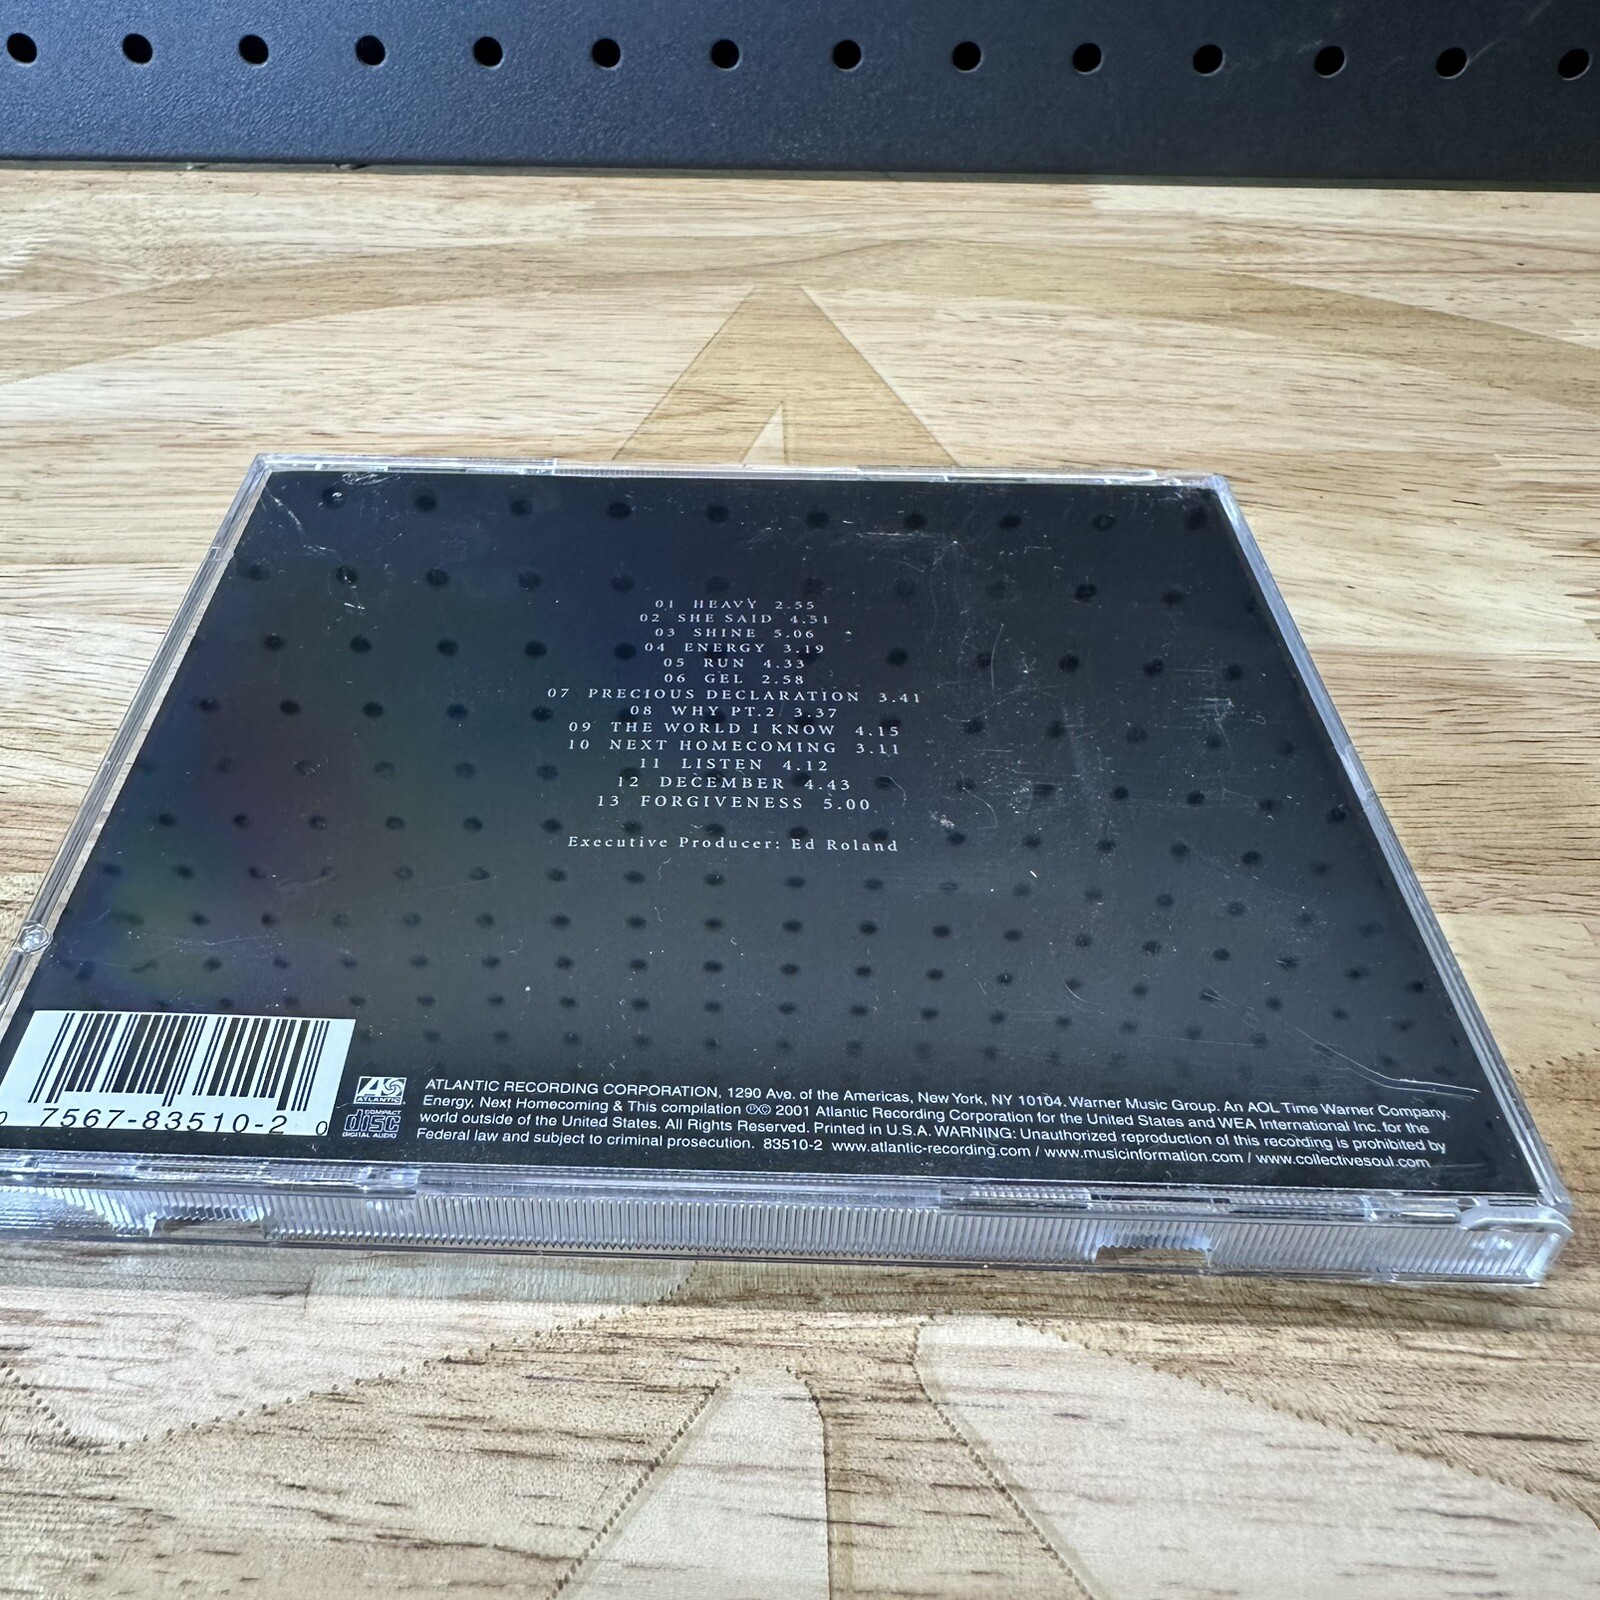 01 HEAVY 2.55
02 SHE SAID 4.51
03 SHINE 5.06
04 ENERGY 3.19
05 RUN 4.33
06 GEL 2.58
07 PRECIOUS DECLARATION 3.41
08 WHY PT.2 3.37
09 THE WORLD I KNOW 4.15
10 NEXT HOMECOMING 3.11
11 LISTEN 4.12
12 DECEMBER 4.43
13 FORGIVENESS 5.00
Executive Producer: Ed Roland
0 7567-83510-2 0
ATLANTIC
COMPACT
disc
DIGITAL AUDIO
ATLANTIC RECORDING CORPORATION, 1290 Ave. of the Americas, New York, NY 10104. Warner Music Group. An AOL Time Warner Company.
Energy, Next Homecoming & This compilation ℗© 2001 Atlantic Recording Corporation for the United States and WEA International Inc. for the
world outside of the United States. All Rights Reserved. Printed in U.S.A. WARNING: Unauthorized reproduction of this recording is prohibited by
Federal law and subject to criminal prosecution. 83510-2 www.atlantic-recording.com / www.musicinformation.com / www.collectivesoul.com